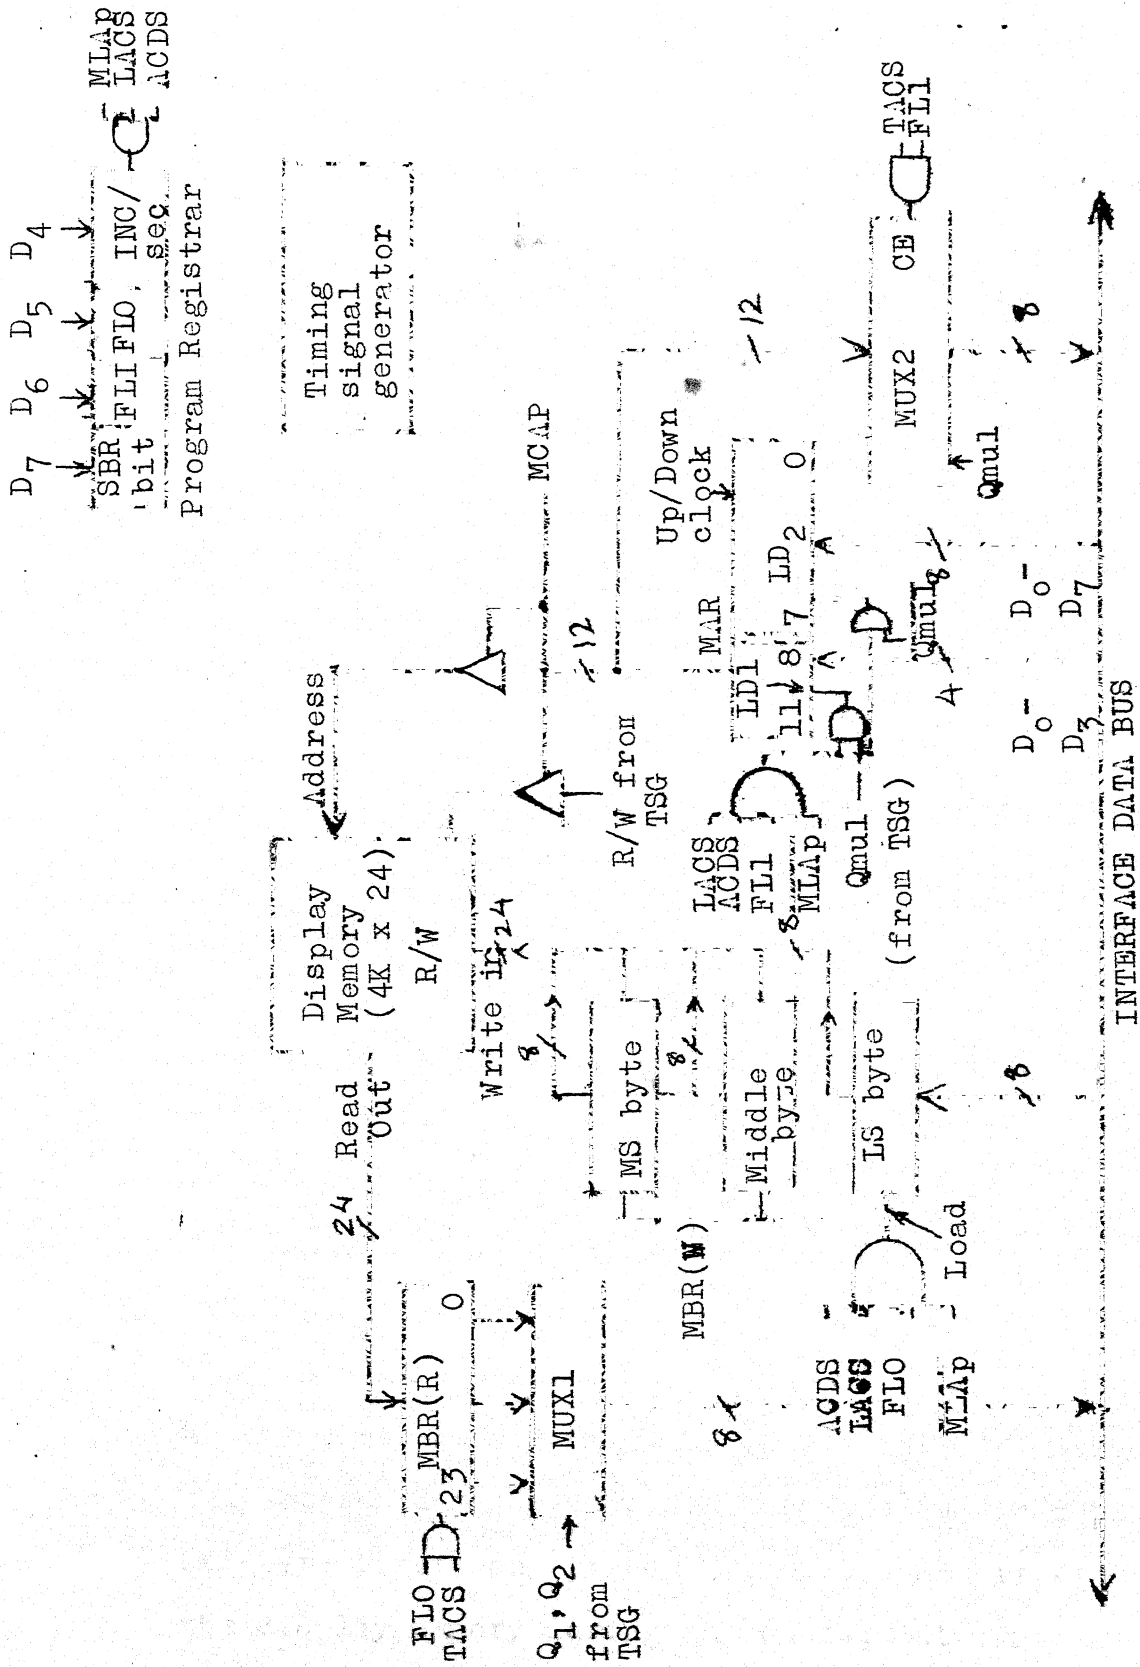 D7 D6 D5 D4
SBR FLI FLO, INC/
bit sec
MLAp
LACS
ACDS
Program Registrar
Timing
signal
generator
Address
Display
Memory
(4K x 24)
R/W
24 Read
Out
Write in 24
MCAP
12
R/W from
TSG
12
FLO
TACS
MBR(R)
23 0
Q1, Q2
from
TSG
MUX1
8
8
MS byte
8
Middle
byte
LS byte
8
MBR(W)
ACDS
LACS
FLO
MLAp
Load
8
LACS
ACDS
FL1
MLAp
MAR
Up/Down
clock
LD1
11 8 7 LD2 0
Qmul
(from TSG)
Qmul
4
8
D0-
D3
D0-
D7
MUX2 CE
Qmul
TACS
FL1
8
INTERFACE DATA BUS